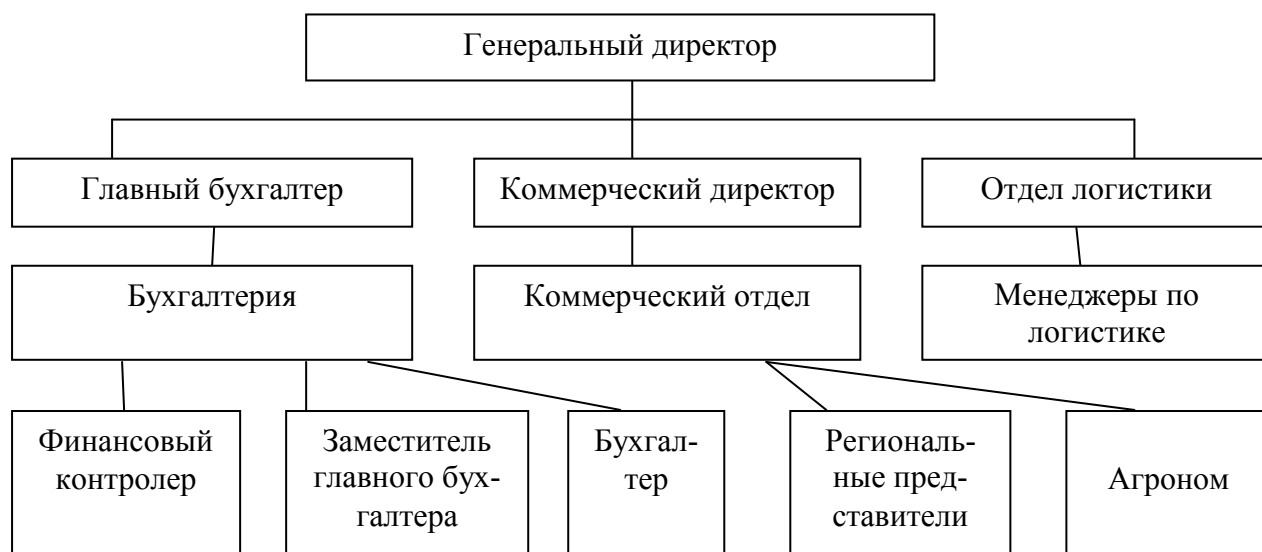 Генеральный директор
Главный бухгалтер
Коммерческий директор
Отдел логистики
Бухгалтерия
Коммерческий отдел
Менеджеры по
логистике
Финансовый
контролер
Заместитель
главного бух-
галтера
Бухгал-
тер
Региональ-
ные пред-
ставители
Агроном